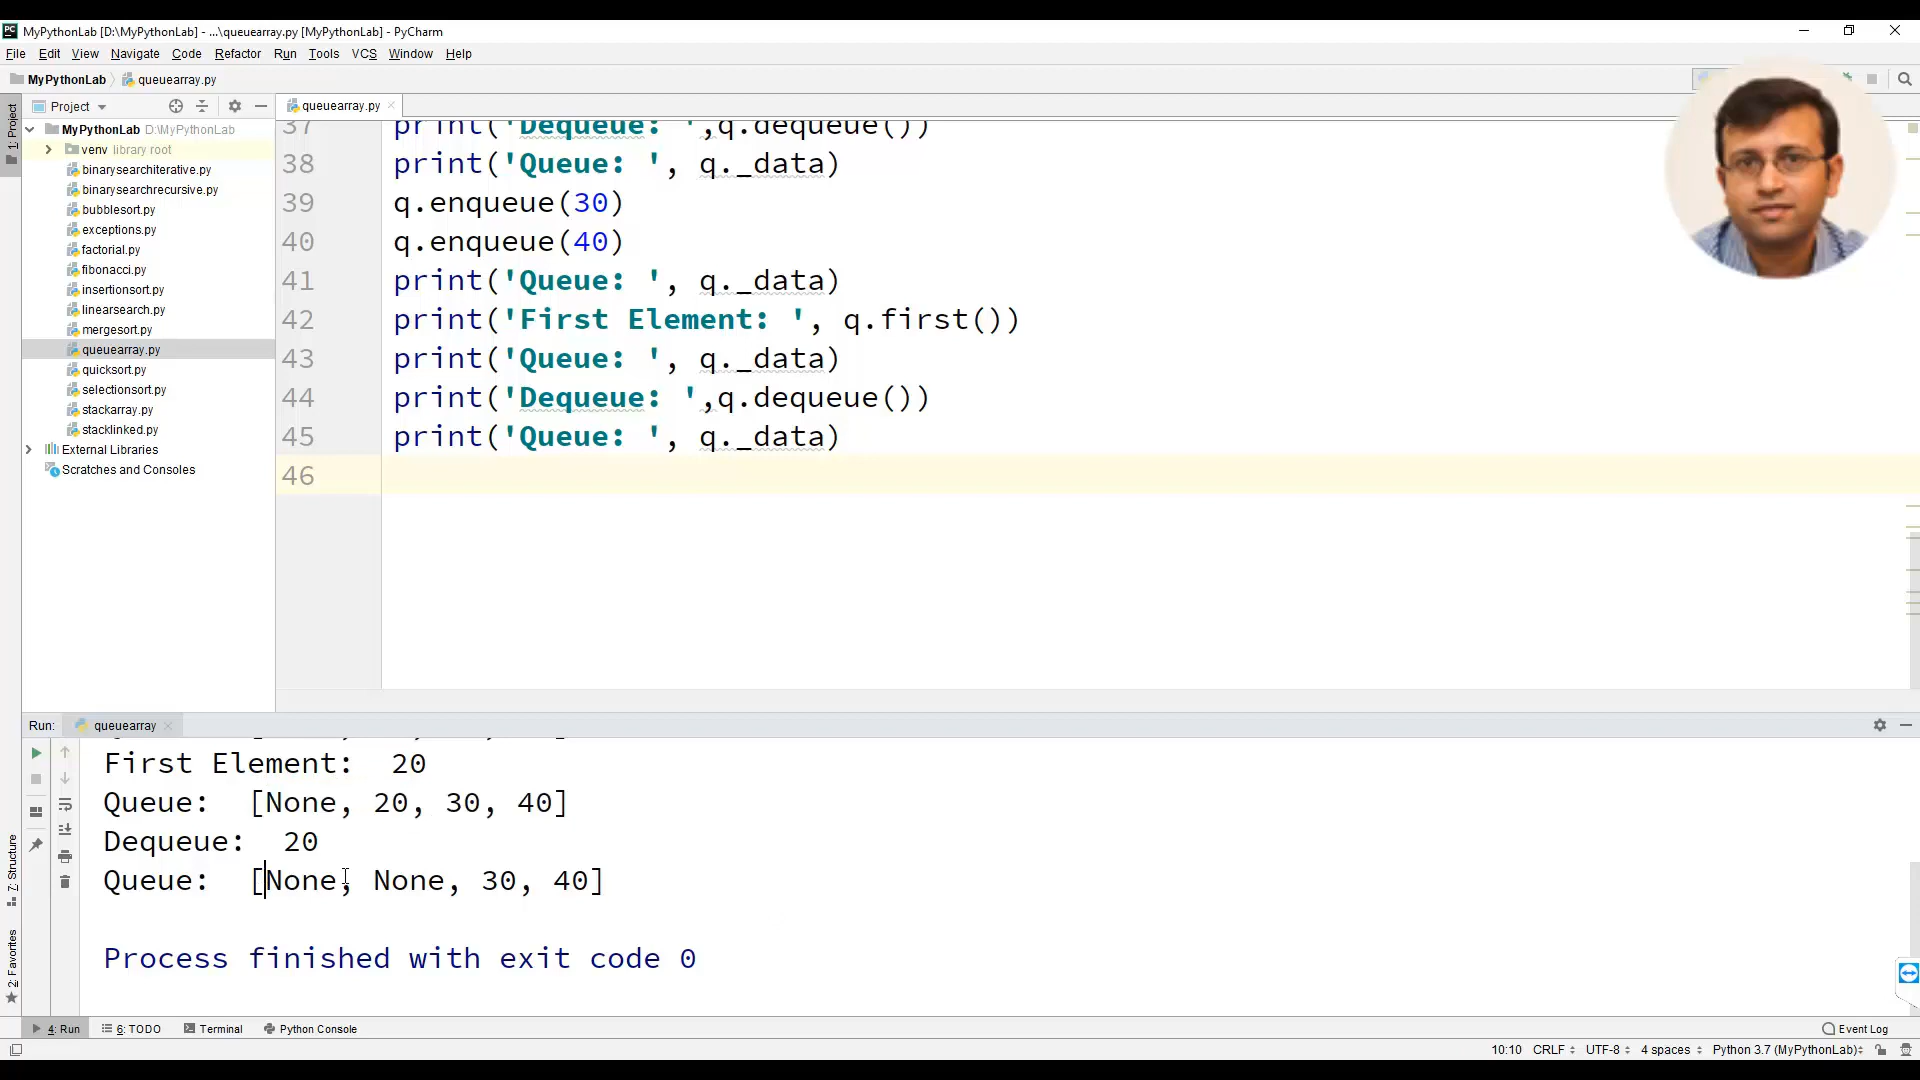 PC MyPythonLab [D:\MyPythonLab] - ...\queuearray.py [MyPythonLab] - PyCharm
File Edit View Navigate Code Refactor Run Tools VCS Window Help
MyPythonLab queuearray.py
Project
queuearray.py
1: Project
MyPythonLab D:\MyPythonLab
venv library root
binarysearchiterative.py
binarysearchrecursive.py
bubblesort.py
exceptions.py
factorial.py
fibonacci.py
insertionsort.py
linearsearch.py
mergesort.py
queuearray.py
quicksort.py
selectionsort.py
stackarray.py
stacklinked.py
External Libraries
Scratches and Consoles
37 print('Dequeue: ',q.dequeue())
38 print('Queue: ', q._data)
39 q.enqueue(30)
40 q.enqueue(40)
41 print('Queue: ', q._data)
42 print('First Element: ', q.first())
43 print('Queue: ', q._data)
44 print('Dequeue: ',q.dequeue())
45 print('Queue: ', q._data)
46
Run: queuearray
First Element:  20
Queue:  [None, 20, 30, 40]
Dequeue:  20
Queue:  [None, None, 30, 40]
Process finished with exit code 0
7: Structure
2: Favorites
4: Run 6: TODO Terminal Python Console Event Log
10:10 CRLF UTF-8 4 spaces Python 3.7 (MyPythonLab)